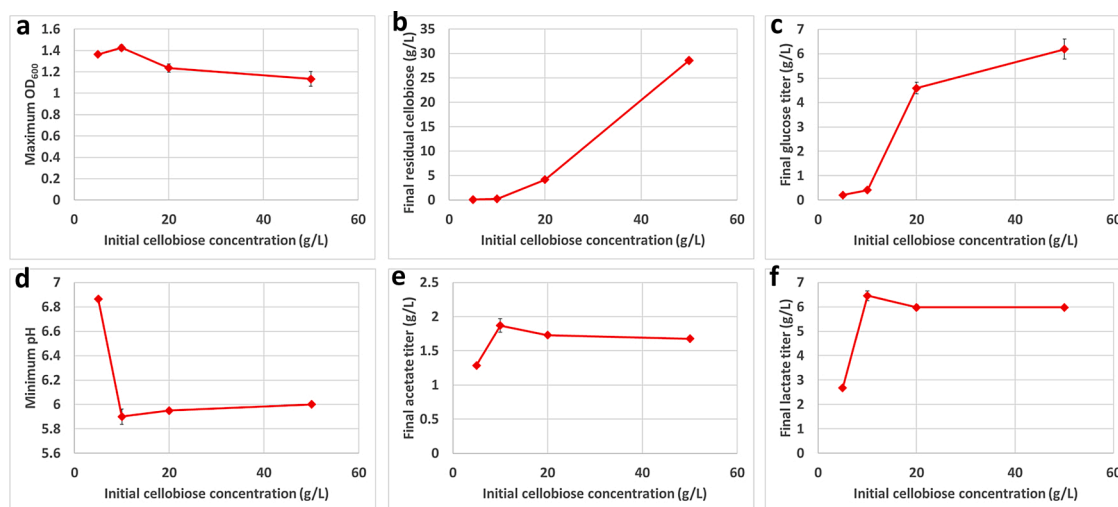 a
Maximum OD600
1.6
1.4
1.2
1
0.8
0.6
0.4
0.2
0
0 20 40 60
Initial cellobiose concentration (g/L)
b
Final residual cellobiose (g/L)
35
30
25
20
15
10
5
0
0 20 40 60
Initial cellobiose concentration (g/L)
c
Final glucose titer (g/L)
7
6
5
4
3
2
1
0
0 20 40 60
Initial cellobiose concentration (g/L)
d
Minimum pH
7
6.8
6.6
6.4
6.2
6
5.8
5.6
0 20 40 60
Initial cellobiose concentration (g/L)
e
Final acetate titer (g/L)
2.5
2
1.5
1
0.5
0
0 20 40 60
Initial cellobiose concentration (g/L)
f
Final lactate titer (g/L)
7
6
5
4
3
2
1
0
0 20 40 60
Initial cellobiose concentration (g/L)